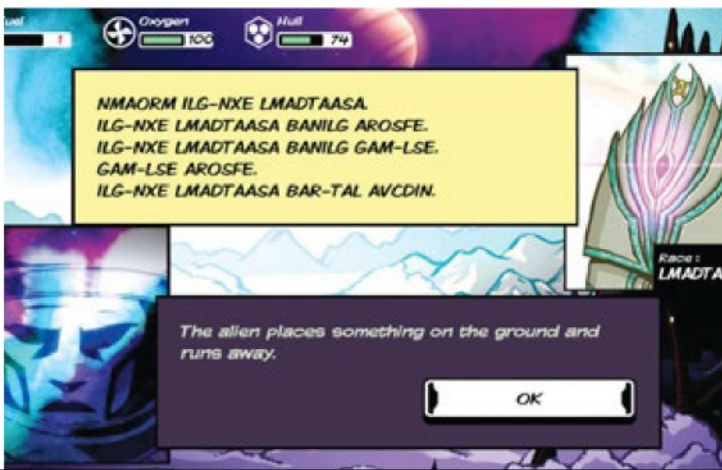 Oxygen
Hull
1
100
74
NMAORM ILG-NXE LMADTAASA.
ILG-NXE LMADTAASA BANILG AROSFE.
ILG-NXE LMADTAASA BANILG GAM-LSE.
GAM-LSE AROSFE.
ILG-NXE LMADTAASA BAR-TAL AVCDIN.
Race :
LMADTA
The alien places something on the ground and
runs away.
OK